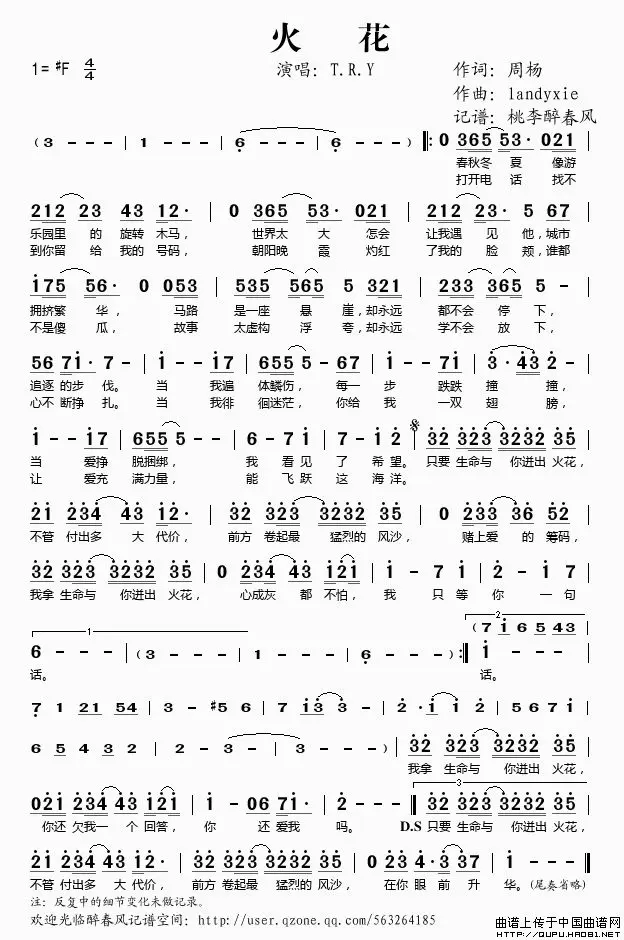 火 花
1=♯F 4/4
演唱：T.R.Y
作词：周杨
作曲：landyxie
记谱：桃李醉春风
(3 - - - | 1 - - - | 6 - - - | 6 - - - ) |: 0 365 53· 021 |
春秋冬 夏 像游
打开电 话 找不
212 23 43 12· | 0 365 53· 021 | 212 23· 5 67 |
乐园里 的 旋转 木马， 世界太 大 怎会 让我遇 见 他，城市
到你留 给 我的 号码， 朝阳晚 霞 灼红 了我的 脸 颊，谁都
175 56· 0 053 | 535 565 5 321 | 233 365 5 - |
拥挤繁 华， 马路 是一座 悬 崖，却永远 都不会 停 下，
不是傻 瓜， 故事 太虚构 浮 夸，却永远 学不会 放 下，
56 71· 7 - | 1 - - 17 | 655 5 - - 67 | 1 - - 71 | 3 · 43 2 - |
追逐 的步 伐。 当 我遍 体鳞伤， 每一 步 跌跌 撞 撞，
心不 断挣 扎。 当 我徘 徊迷茫， 你给 我 一双 翅 膀，
1 - - 17 | 655 5 - - | 6 - 7 1 | 7 - 1 2 | 32 323 3232 35 |
当 爱挣 脱捆绑， 我 看 见 了 希 望。 只要 生命与 你迸出 火花，
让 爱充 满力量， 能 飞 跃 这 海 洋。
21 234 43 12· | 32 323 3232 35 | 0 233 36 52 |
不管 付出多 大 代价， 前方 卷起最 猛烈的 风沙， 赌上爱 的 筹码，
32 323 3232 35 | 0 234 43 121 | 1 - 7 1 | 2 - 1 7 |
我拿 生命与 你迸出 火花， 心成灰 都 不怕， 我 只 等 你 一 句
1
2
(7 1 6 5 43
6 - - - | (3 - - - | 1 - - - | 6 - - - ) :| 1 - - - |
话。 话。
7 1 21 54 | 3 - ♯5 6 | 6 7 13 3 - | 2 · 1 1 2 | 5 6 7 1 |
6 5 4 3 2 | 2 - 3 - | 3 - - - ) | 32 323 3232 35 |
我拿 生命与 你迸出 火花，
3
021 234 43 121 | 1 - 06 71· | 2 - - - ‖ 32 323 3232 35 |
你还 欠我一 个 回答， 你 还 爱我 吗。 D.S 只要 生命与 你迸出 火花，
21 234 43 12· | 32 323 3232 35 | 0 23 4·3 37 | 1 - - - ‖
不管 付出多 大 代价， 前方 卷起最 猛烈的 风沙， 在你 眼 前 升 华。(尾奏省略)
注：反复中的细节变化未做记录。
欢迎光临醉春风记谱空间：http://user.qzone.qq.com/563264185
曲谱上传于中国曲谱网
http://QUPU.HAO81.NET